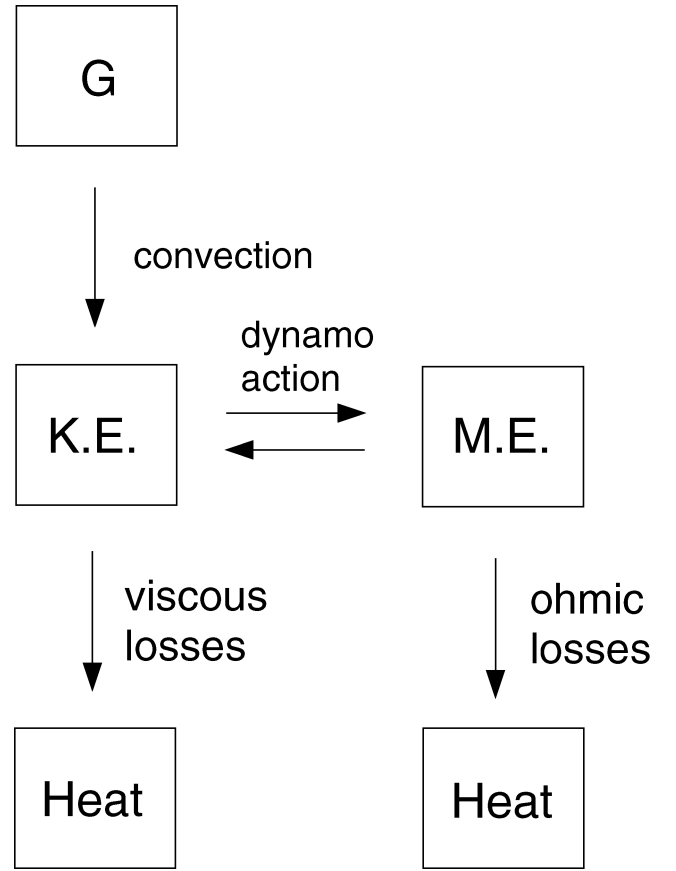 G
convection
dynamo
action
K.E.
M.E.
viscous
losses
ohmic
losses
Heat
Heat